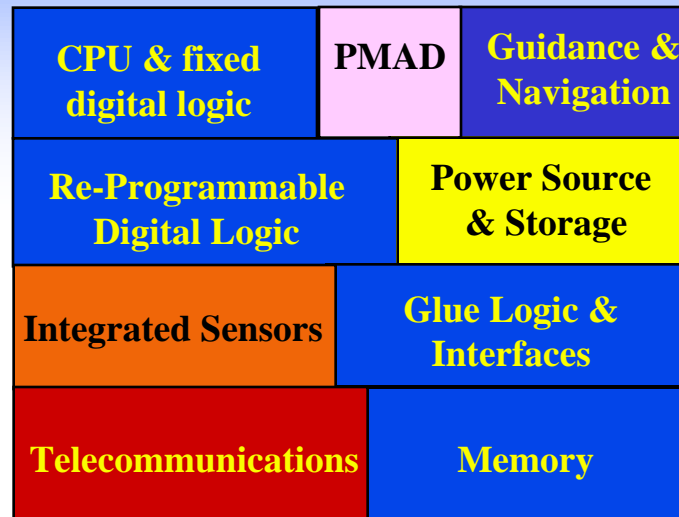 CPU & fixed
digital logic
PMAD
Guidance &
Navigation
Re-Programmable
Digital Logic
Power Source
& Storage
Integrated Sensors
Glue Logic &
Interfaces
Telecommunications
Memory